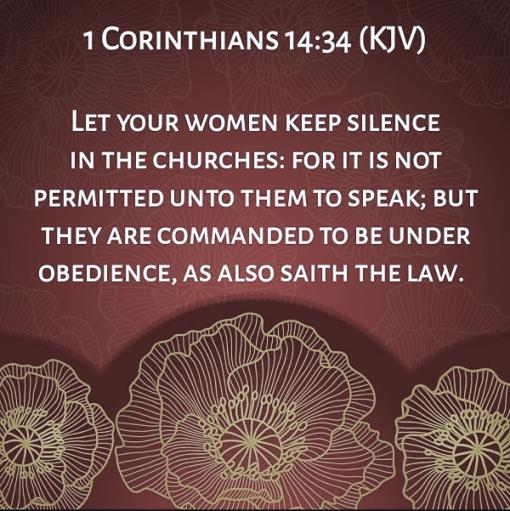 1 Corinthians 14:34 (KJV)
Let your women keep silence
in the churches: for it is not
permitted unto them to speak; but
they are commanded to be under
obedience, as also saith the law.